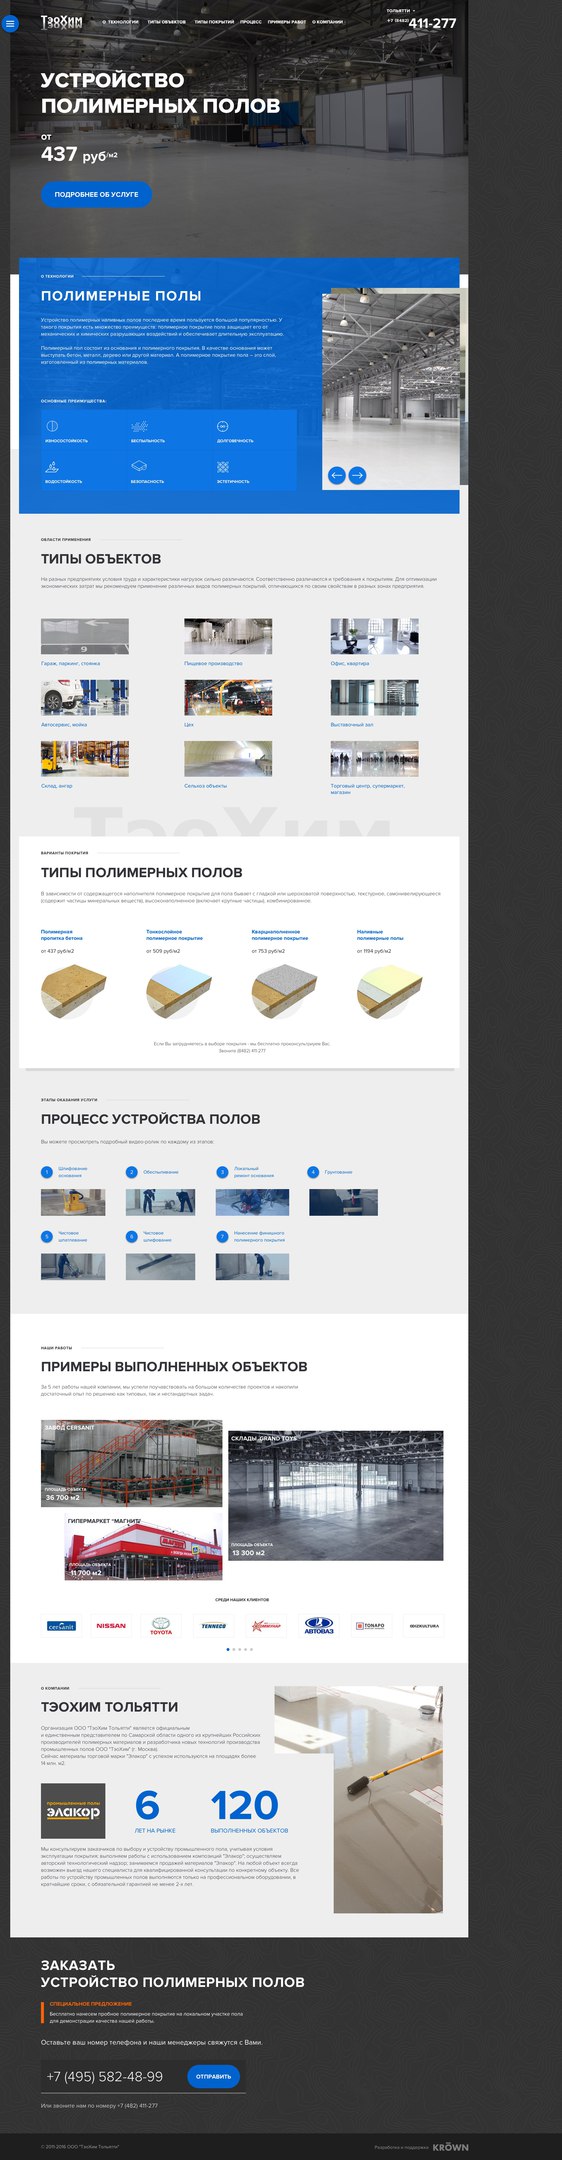 ТэоХим
О ТЕХНОЛОГИИ ТИПЫ ОБЪЕКТОВ ТИПЫ ПОКРЫТИЙ ПРОЦЕСС ПРИМЕРЫ РАБОТ О КОМПАНИИ
ТОЛЬЯТТИ
+7 (8482) 411-277
УСТРОЙСТВО
ПОЛИМЕРНЫХ ПОЛОВ
ОТ
437 руб/м2
ПОДРОБНЕЕ ОБ УСЛУГЕ
О ТЕХНОЛОГИИ
ПОЛИМЕРНЫЕ ПОЛЫ
Устройство полимерных наливных полов последнее время пользуется большой популярностью. У
такого покрытия есть множество преимуществ: полимерное покрытие пола защищает его от
механических и химических разрушающих воздействий и обеспечивает длительную эксплуатацию.
Полимерный пол состоит из основания и полимерного покрытия. В качестве основания может
выступать бетон, металл, дерево или другой материал. А полимерное покрытие пола – это слой,
изготовленный из полимерных материалов.
ОСНОВНЫЕ ПРЕИМУЩЕСТВА:
ИЗНОСОСТОЙКОСТЬ БЕСПЫЛЬНОСТЬ ДОЛГОВЕЧНОСТЬ
ВОДОСТОЙКОСТЬ БЕЗОПАСНОСТЬ ЭСТЕТИЧНОСТЬ
ОБЛАСТИ ПРИМЕНЕНИЯ
ТИПЫ ОБЪЕКТОВ
На разных предприятиях условия труда и характеристики нагрузок сильно различаются. Соответственно различаются и требования к покрытиям. Для оптимизации
экономических затрат мы рекомендуем применение различных видов полимерных покрытий, отличающихся по своим свойствам в разных зонах предприятия.
9
Гараж, паркинг, стоянка Пищевое производство Офис, квартира
Автосервис, мойка Цех Выставочный зал
Склад, ангар Сельхоз объекты Торговый центр, супермаркет,
магазин
ТэоХим
ВАРИАНТЫ ПОКРЫТИЯ
ТИПЫ ПОЛИМЕРНЫХ ПОЛОВ
В зависимости от содержащегося наполнителя полимерное покрытие для пола бывает с гладкой или шероховатой поверхностью, текстурное, самонивелирующееся
(содержит частицы минеральных веществ), высоконаполненное (включает крупные частицы), комбинированное.
Полимерная Тонкослойное Кварценаполненное Наливные
пропитка бетона полимерное покрытие полимерное покрытие полимерные полы
от 437 руб/м2 от 509 руб/м2 от 753 руб/м2 от 1194 руб/м2
Если Вы затрудняетесь в выборе покрытия - мы бесплатно проконсультируем Вас.
Звоните (8482) 411 277
ЭТАПЫ ОКАЗАНИЯ УСЛУГИ
ПРОЦЕСС УСТРОЙСТВА ПОЛОВ
Вы можете просмотреть подробный видео-ролик по каждому из этапов:
1 Шлифование
основания
2 Обеспыливание
3 Локальный
ремонт основания
4 Грунтование
5 Чистовое
шпатлевание
6 Чистовое
шлифование
7 Нанесение финишного
полимерного покрытия
НАШИ РАБОТЫ
ПРИМЕРЫ ВЫПОЛНЕННЫХ ОБЪЕКТОВ
За 5 лет работы нашей компании, мы успели поучаствовать на большом количестве проектов и накопили
достаточный опыт по решению как типовых, так и нестандартных задач.
ЗАВОД CERSANIT
ПЛОЩАДЬ ОБЪЕКТА
36 700 м2
СКЛАДЫ GRAND TOYS
ПЛОЩАДЬ ОБЪЕКТА
13 300 м2
ГИПЕРМАРКЕТ "МАГНИТ"
ПЛОЩАДЬ ОБЪЕКТА
11 700 м2
СРЕДИ НАШИХ КЛИЕНТОВ
cersanit NISSAN TOYOTA TENNECO АВТОВАЗ TONAPO
О КОМПАНИИ
ТЭОХИМ ТОЛЬЯТТИ
Организация ООО "ТэоХим Тольятти" является официальным
и единственным представителем по Самарской области одного из крупнейших Российских
производителей полимерных материалов и разработчика новых технологий производства
промышленных полов ООО "ТэоХим" (г. Москва).
Сейчас материалы торговой марки "Элакор" с успехом используются на площадях более
14 млн. м2.
промышленные полы
элакор
6
ЛЕТ НА РЫНКЕ
120
ВЫПОЛНЕННЫХ ОБЪЕКТОВ
Мы консультируем заказчиков по выбору и устройству промышленного пола, учитывая условия
эксплуатации покрытия; выполняем работы с использованием композиций "Элакор"; осуществляем
авторский технологический надзор; занимаемся продажей материалов "Элакор". На любой объект всегда
возможен выезд нашего специалиста для квалифицированной консультации по конкретному объекту. Все
работы по устройству промышленных полов выполняются только на профессиональном оборудовании, в
кратчайшие сроки, с обязательной гарантией не менее 2-х лет.
ЗАКАЗАТЬ
УСТРОЙСТВО ПОЛИМЕРНЫХ ПОЛОВ
СПЕЦИАЛЬНОЕ ПРЕДЛОЖЕНИЕ
Бесплатно нанесем пробное полимерное покрытие на локальном участке пола
для демонстрации качества нашей работы.
Оставьте ваш номер телефона и наши менеджеры свяжутся с Вами.
+7 (495) 582-48-99
ОТПРАВИТЬ
Или звоните нам по номеру +7 (482) 411-277
© 2011-2016 ООО "ТэоХим Тольятти"
Разработка и поддержка KRÖWN